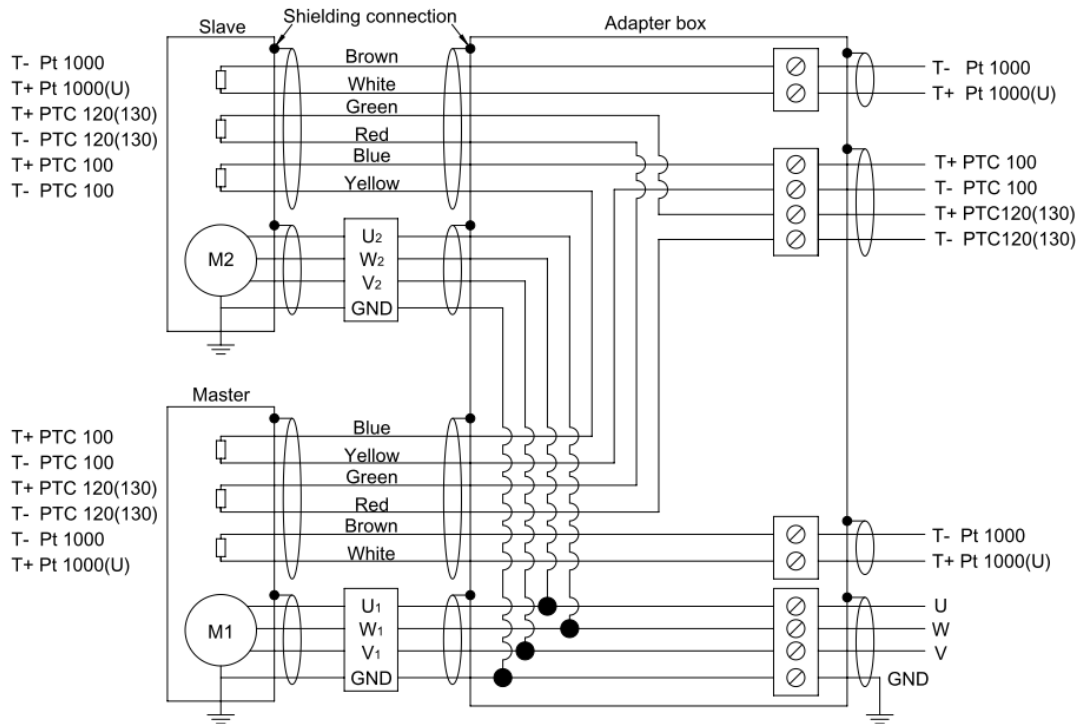 Shielding connection
Slave
Adapter box
T- Pt 1000
T+ Pt 1000(U)
T+ PTC 120(130)
T- PTC 120(130)
T+ PTC 100
T- PTC 100
Brown
White
Green
Red
Blue
Yellow
T- Pt 1000
T+ Pt 1000(U)
T+ PTC 100
T- PTC 100
T+ PTC120(130)
T- PTC120(130)
M2
U2
W2
V2
GND
Master
T+ PTC 100
T- PTC 100
T+ PTC 120(130)
T- PTC 120(130)
T- Pt 1000
T+ Pt 1000(U)
Blue
Yellow
Green
Red
Brown
White
T- Pt 1000
T+ Pt 1000(U)
M1
U1
W1
V1
GND
U
W
V
GND